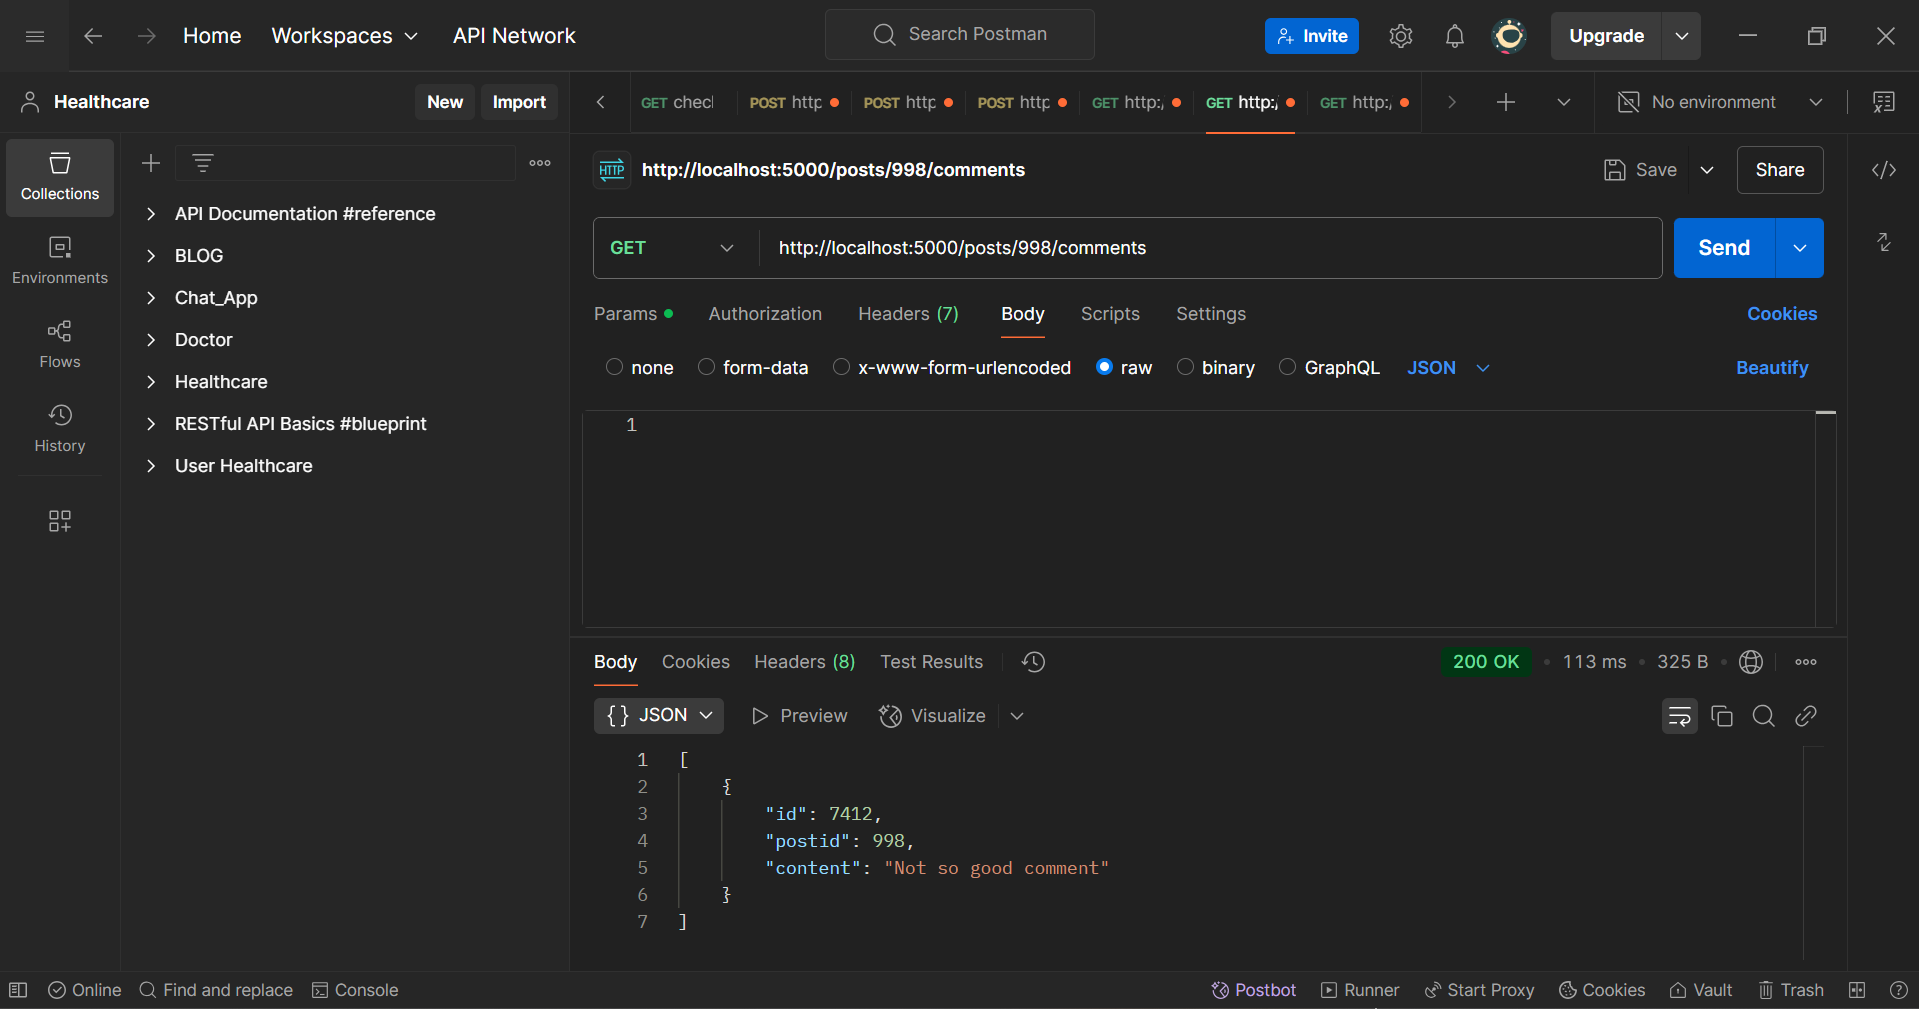 Home Workspaces API Network Search Postman Invite Upgrade
Healthcare New Import
GET checl POST http POST http POST http GET http:/ GET http:/ GET http:/ No environment
Collections
Environments
Flows
History
API Documentation #reference
BLOG
Chat_App
Doctor
Healthcare
RESTful API Basics #blueprint
User Healthcare
HTTP http://localhost:5000/posts/998/comments Save Share
GET http://localhost:5000/posts/998/comments Send
Params Authorization Headers (7) Body Scripts Settings Cookies
none form-data x-www-form-urlencoded raw binary GraphQL JSON Beautify
1
Body Cookies Headers (8) Test Results 200 OK • 113 ms • 325 B •
{} JSON Preview Visualize
1 [
2 {
3 "id": 7412,
4 "postid": 998,
5 "content": "Not so good comment"
6 }
7 ]
Online Find and replace Console Postbot Runner Start Proxy Cookies Vault Trash